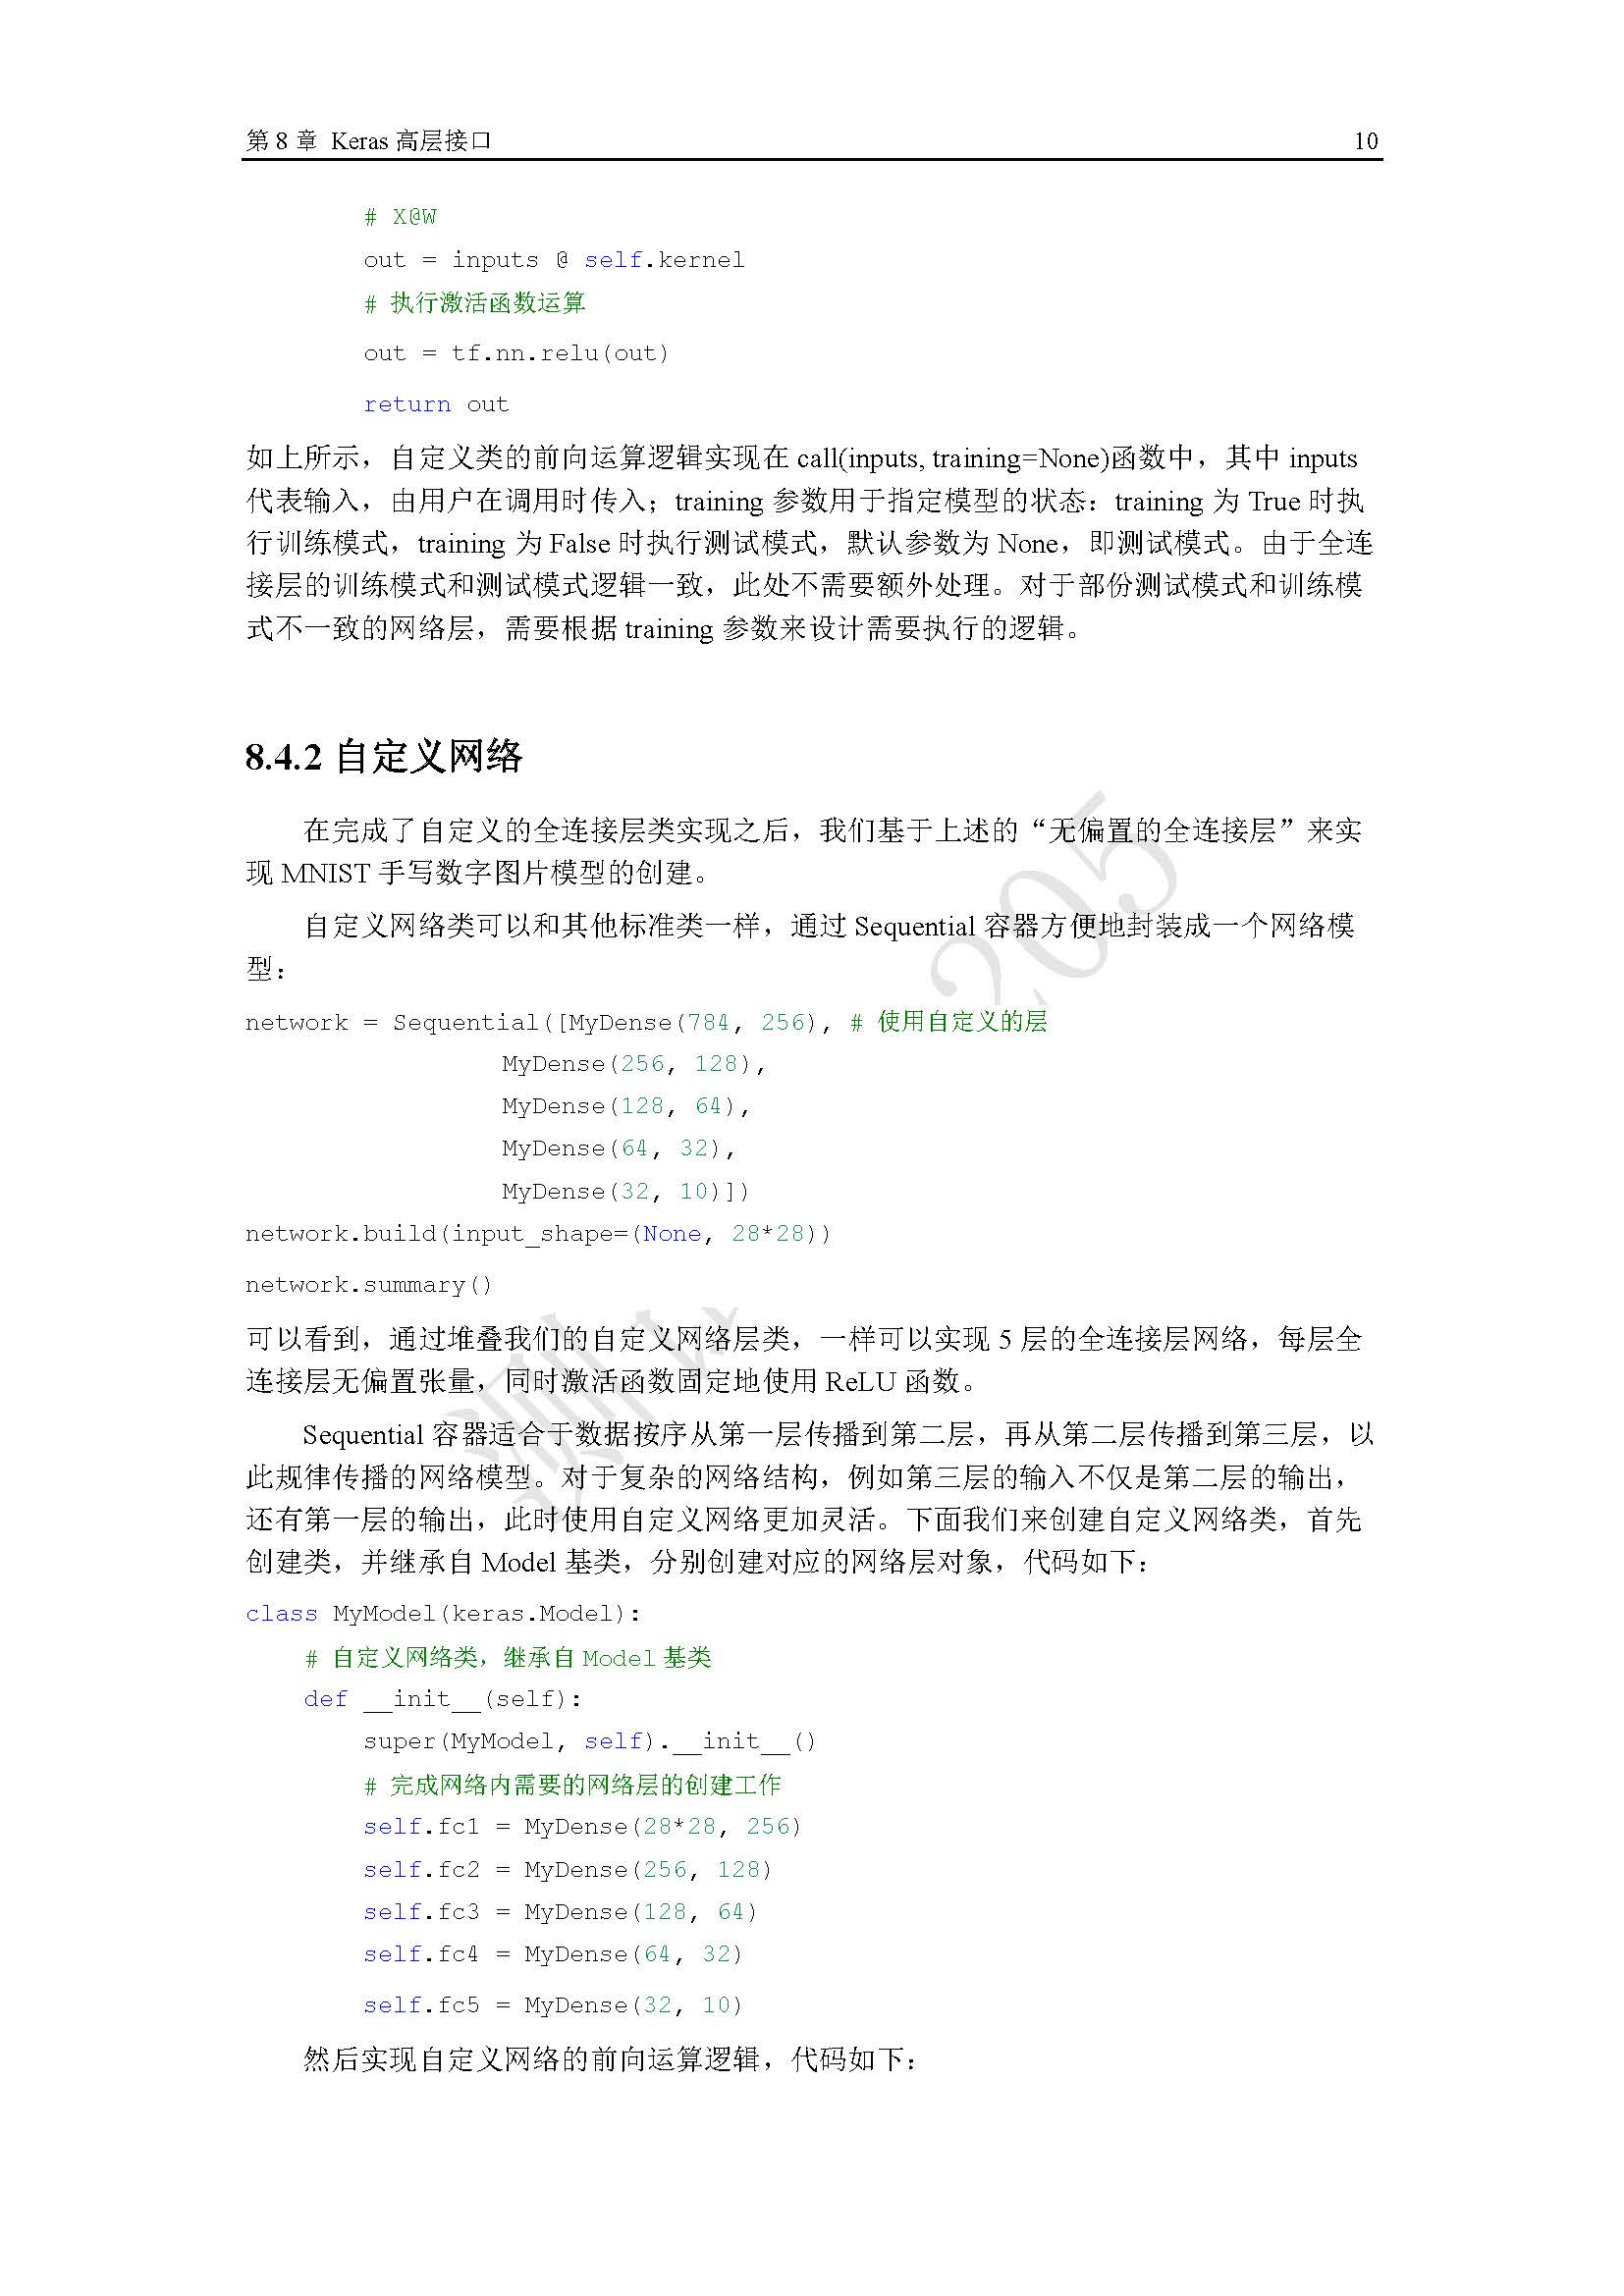 第 8 章 Keras 高层接口 10
# X@W
out = inputs @ self.kernel
# 执行激活函数运算
out = tf.nn.relu(out)
return out
如上所示，自定义类的前向运算逻辑实现在 call(inputs, training=None)函数中，其中 inputs
代表输入，由用户在调用时传入；training 参数用于指定模型的状态：training 为 True 时执
行训练模式，training 为 False 时执行测试模式，默认参数为 None，即测试模式。由于全连
接层的训练模式和测试模式逻辑一致，此处不需要额外处理。对于部份测试模式和训练模
式不一致的网络层，需要根据 training 参数来设计需要执行的逻辑。
8.4.2 自定义网络
在完成了自定义的全连接层类实现之后，我们基于上述的“无偏置的全连接层”来实
现 MNIST 手写数字图片模型的创建。
自定义网络类可以和其他标准类一样，通过 Sequential 容器方便地封装成一个网络模
型：
network = Sequential([MyDense(784, 256), # 使用自定义的层
MyDense(256, 128),
MyDense(128, 64),
MyDense(64, 32),
MyDense(32, 10)])
network.build(input_shape=(None, 28*28))
network.summary()
可以看到，通过堆叠我们的自定义网络层类，一样可以实现 5 层的全连接层网络，每层全
连接层无偏置张量，同时激活函数固定地使用 ReLU 函数。
Sequential 容器适合于数据按序从第一层传播到第二层，再从第二层传播到第三层，以
此规律传播的网络模型。对于复杂的网络结构，例如第三层的输入不仅是第二层的输出，
还有第一层的输出，此时使用自定义网络更加灵活。下面我们来创建自定义网络类，首先
创建类，并继承自 Model 基类，分别创建对应的网络层对象，代码如下：
class MyModel(keras.Model):
# 自定义网络类，继承自 Model 基类
def __init__(self):
super(MyModel, self).__init__()
# 完成网络内需要的网络层的创建工作
self.fc1 = MyDense(28*28, 256)
self.fc2 = MyDense(256, 128)
self.fc3 = MyDense(128, 64)
self.fc4 = MyDense(64, 32)
self.fc5 = MyDense(32, 10)
然后实现自定义网络的前向运算逻辑，代码如下：